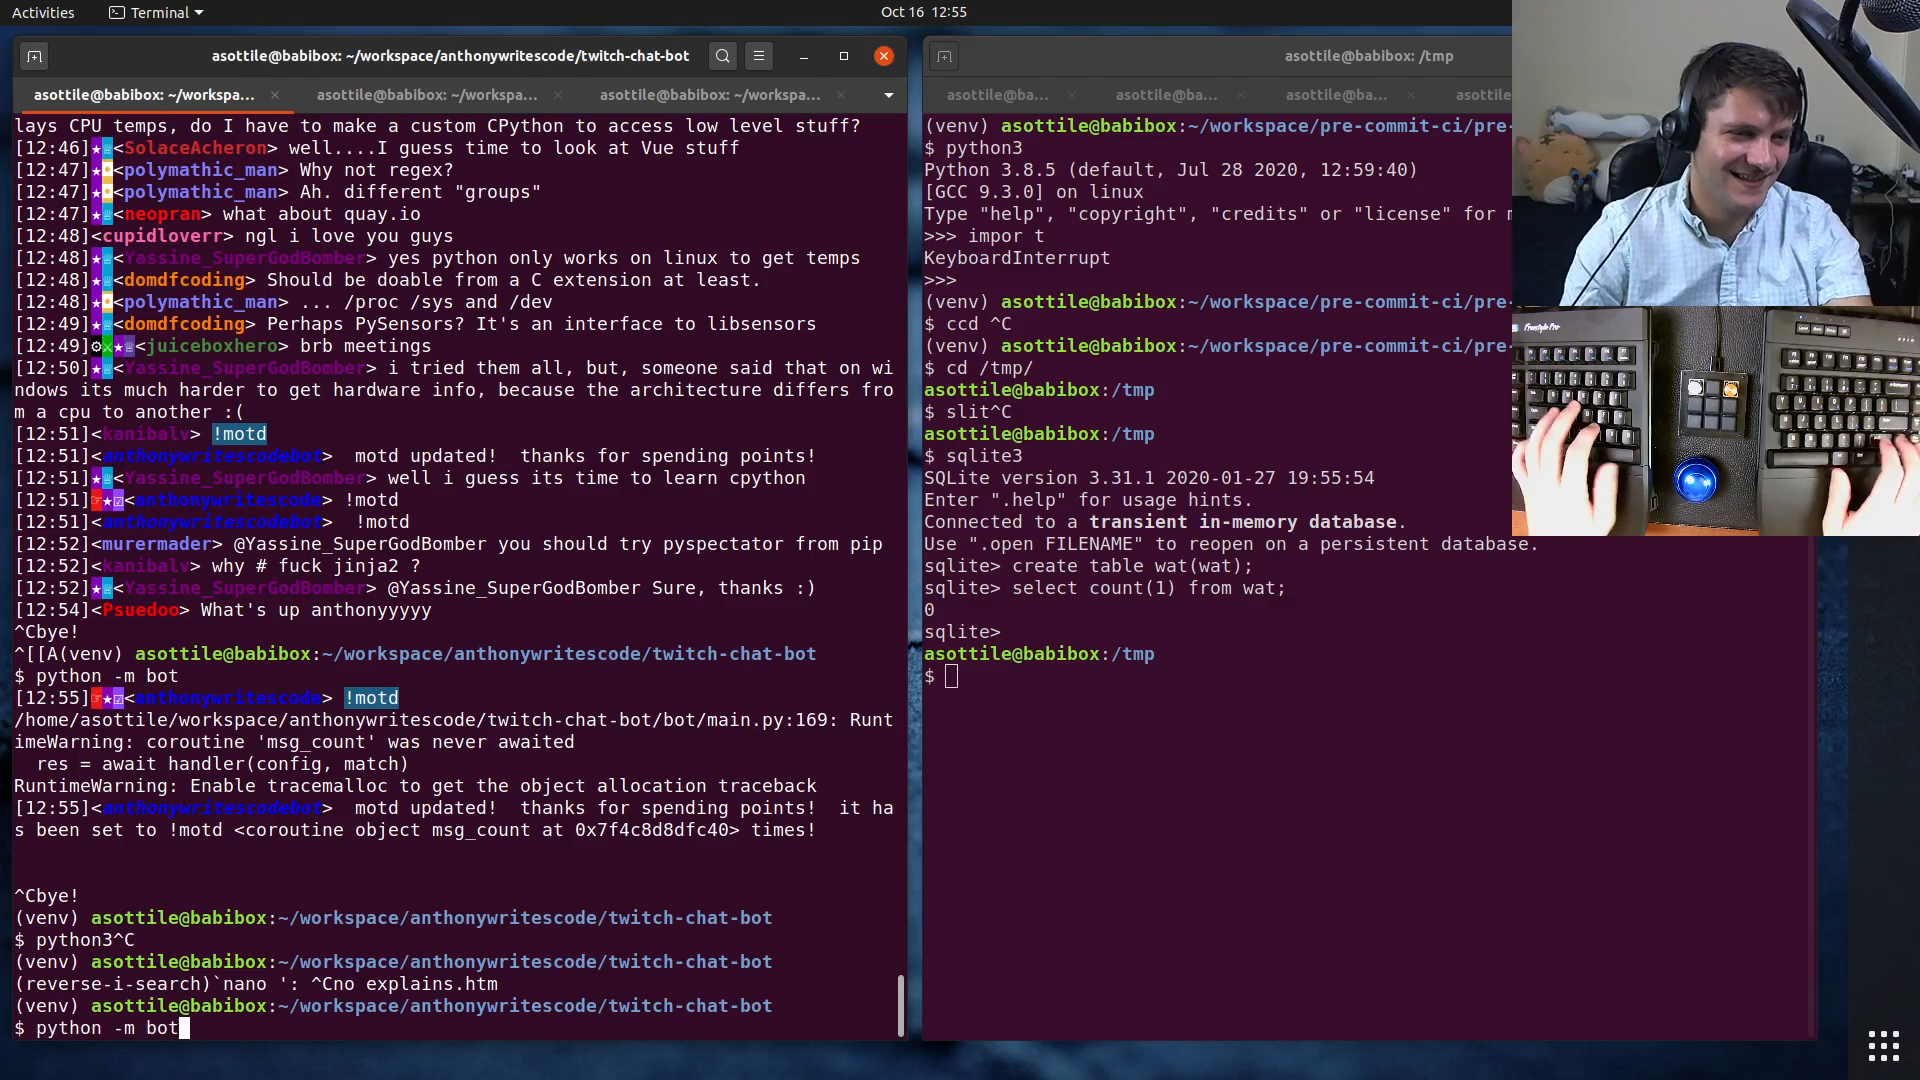 Activities
Terminal
Oct 16 12:55
asottile@babibox: ~/workspace/anthonywritescode/twitch-chat-bot
asottile@babibox: ~/workspa...
asottile@babibox: ~/workspa...
asottile@babibox: ~/workspa...
lays CPU temps, do I have to make a custom CPython to access low level stuff?
[12:46]★<SolaceAcheron> well....I guess time to look at Vue stuff
[12:47]★<polymathic_man> Why not regex?
[12:47]★<polymathic_man> Ah. different "groups"
[12:47]★<neopran> what about quay.io
[12:48]<cupidloverr> ngl i love you guys
[12:48]★<Yassine_SuperGodBomber> yes python only works on linux to get temps
[12:48]★<domdfcoding> Should be doable from a C extension at least.
[12:48]★<polymathic_man> ... /proc /sys and /dev
[12:49]★<domdfcoding> Perhaps PySensors? It's an interface to libsensors
[12:49]⚙⚔★<juiceboxhero> brb meetings
[12:50]★<Yassine_SuperGodBomber> i tried them all, but, someone said that on wi
ndows its much harder to get hardware info, because the architecture differs fro
m a cpu to another :(
[12:51]<kanibalv> !motd
[12:51]<anthonywritescodebot>  motd updated!  thanks for spending points!
[12:51]★<Yassine_SuperGodBomber> well i guess its time to learn cpython
[12:51]★☑<anthonywritescode> !motd
[12:51]<anthonywritescodebot>  !motd
[12:52]<murermader> @Yassine_SuperGodBomber you should try pyspectator from pip
[12:52]<kanibalv> why # fuck jinja2 ?
[12:52]★<Yassine_SuperGodBomber> @Yassine_SuperGodBomber Sure, thanks :)
[12:54]<Psuedoo> What's up anthonyyyyy
^Cbye!
^[[A(venv) asottile@babibox:~/workspace/anthonywritescode/twitch-chat-bot
$ python -m bot
[12:55]★☑<anthonywritescode> !motd
/home/asottile/workspace/anthonywritescode/twitch-chat-bot/bot/main.py:169: Runt
imeWarning: coroutine 'msg_count' was never awaited
  res = await handler(config, match)
RuntimeWarning: Enable tracemalloc to get the object allocation traceback
[12:55]<anthonywritescodebot>  motd updated!  thanks for spending points!  it ha
s been set to !motd <coroutine object msg_count at 0x7f4c8d8dfc40> times!
^Cbye!
(venv) asottile@babibox:~/workspace/anthonywritescode/twitch-chat-bot
$ python3^C
(venv) asottile@babibox:~/workspace/anthonywritescode/twitch-chat-bot
(reverse-i-search)`nano ': ^Cno explains.htm
(venv) asottile@babibox:~/workspace/anthonywritescode/twitch-chat-bot
$ python -m bot
asottile@babibox: /tmp
asottile@ba...
asottile@ba...
asottile@ba...
asottile
(venv) asottile@babibox:~/workspace/pre-commit-ci/pre-
$ python3
Python 3.8.5 (default, Jul 28 2020, 12:59:40)
[GCC 9.3.0] on linux
Type "help", "copyright", "credits" or "license" for m
>>> impor t
KeyboardInterrupt
>>>
(venv) asottile@babibox:~/workspace/pre-commit-ci/pre-
$ ccd ^C
(venv) asottile@babibox:~/workspace/pre-commit-ci/pre-
$ cd /tmp/
asottile@babibox:/tmp
$ slit^C
asottile@babibox:/tmp
$ sqlite3
SQLite version 3.31.1 2020-01-27 19:55:54
Enter ".help" for usage hints.
Connected to a transient in-memory database.
Use ".open FILENAME" to reopen on a persistent database.
sqlite> create table wat(wat);
sqlite> select count(1) from wat;
0
sqlite>
asottile@babibox:/tmp
$
Freestyle Pro